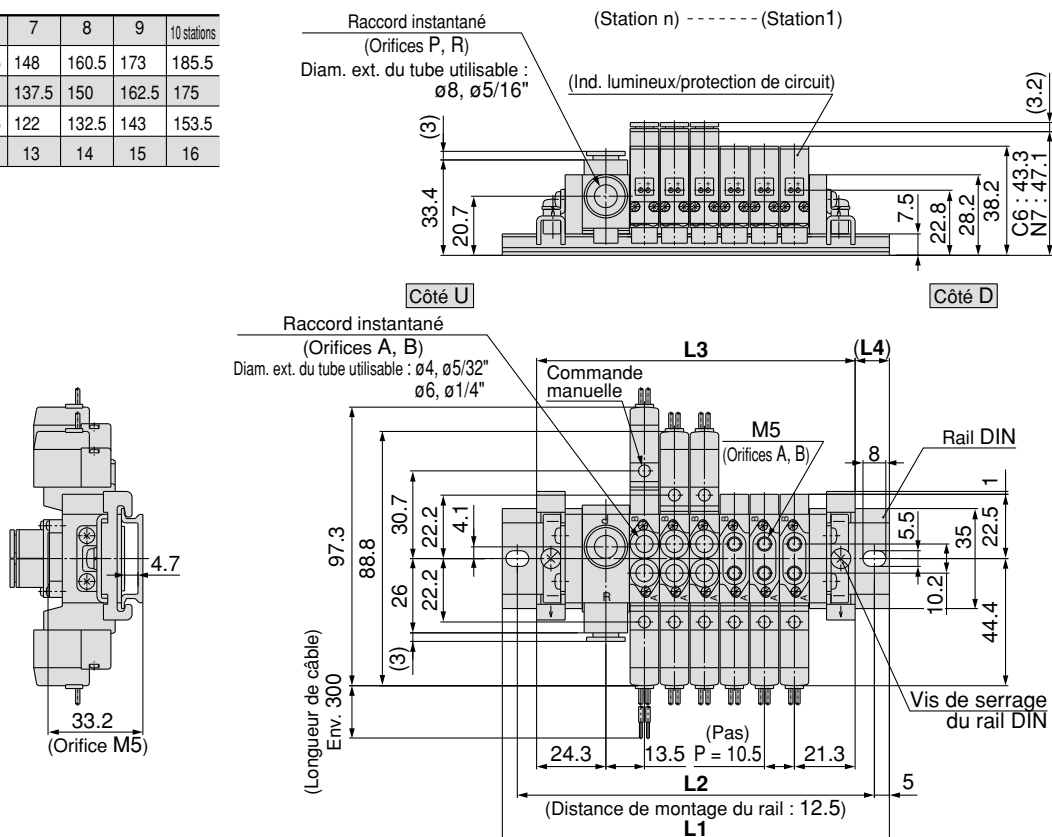 7 8 9 10 stations
148 160.5 173 185.5
137.5 150 162.5 175
122 132.5 143 153.5
13 14 15 16
(Station n) - - - - - - - (Station1)
Raccord instantané
(Orifices P, R)
Diam. ext. du tube utilisable :
ø8, ø5/16"
(Ind. lumineux/protection de circuit)
(3)
33.4
20.7
7.5
22.8
28.2
38.2
C6 : 43.3
N7 : 47.1
(3.2)
Côté U
Côté D
Raccord instantané
(Orifices A, B)
Diam. ext. du tube utilisable : ø4, ø5/32"
ø6, ø1/4"
Commande
manuelle
L3
(L4)
M5
(Orifices A, B)
Rail DIN
8
1
97.3
88.8
30.7
22.2
4.1
26
22.2
(3)
5.5
35
22.5
10.2
44.4
R
B B B B B B
A A A A A A
4.7
33.2
(Orifice M5)
(Longueur de câble)
Env. 300
Vis de serrage
du rail DIN
24.3
13.5
(Pas)
P = 10.5
21.3
L2
5
(Distance de montage du rail : 12.5)
L1